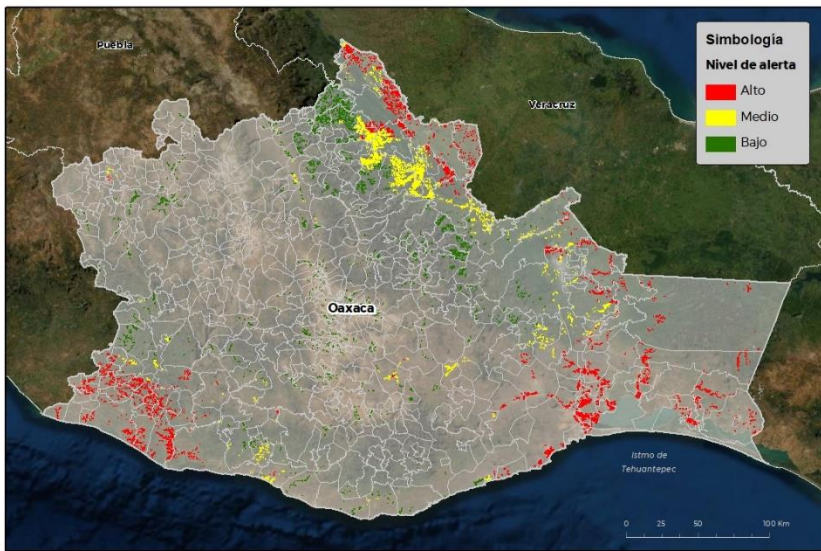 Puebla
Veracruz
Simbología
Nivel de alerta
Alto
Medio
Bajo
Oaxaca
Istmo de
Tehuantepec
0 25 50 100 Km